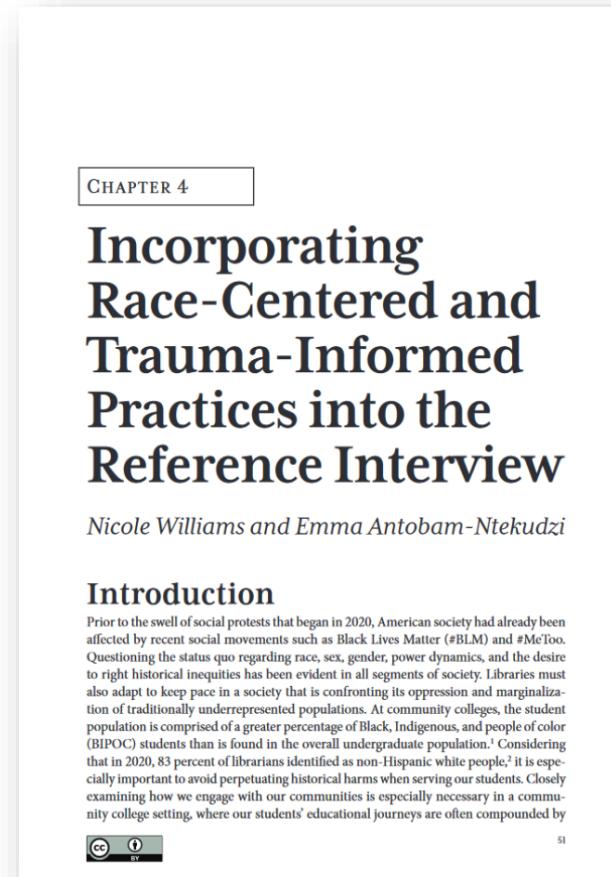 CHAPTER 4
Incorporating
Race-Centered and
Trauma-Informed
Practices into the
Reference Interview
Nicole Williams and Emma Antobam-Ntekudzi
Introduction
Prior to the swell of social protests that began in 2020, American society had already been
affected by recent social movements such as Black Lives Matter (#BLM) and #MeToo.
Questioning the status quo regarding race, sex, gender, power dynamics, and the desire
to right historical inequities has been evident in all segments of society. Libraries must
also adapt to keep pace in a society that is confronting its oppression and marginaliza-
tion of traditionally underrepresented populations. At community colleges, the student
population is comprised of a greater percentage of Black, Indigenous, and people of color
(BIPOC) students than is found in the overall undergraduate population.¹ Considering
that in 2020, 83 percent of librarians identified as non-Hispanic white people,² it is espe-
cially important to avoid perpetuating historical harms when serving our students. Closely
examining how we engage with our communities is especially necessary in a commu-
nity college setting, where our students' educational journeys are often compounded by
cc BY
51